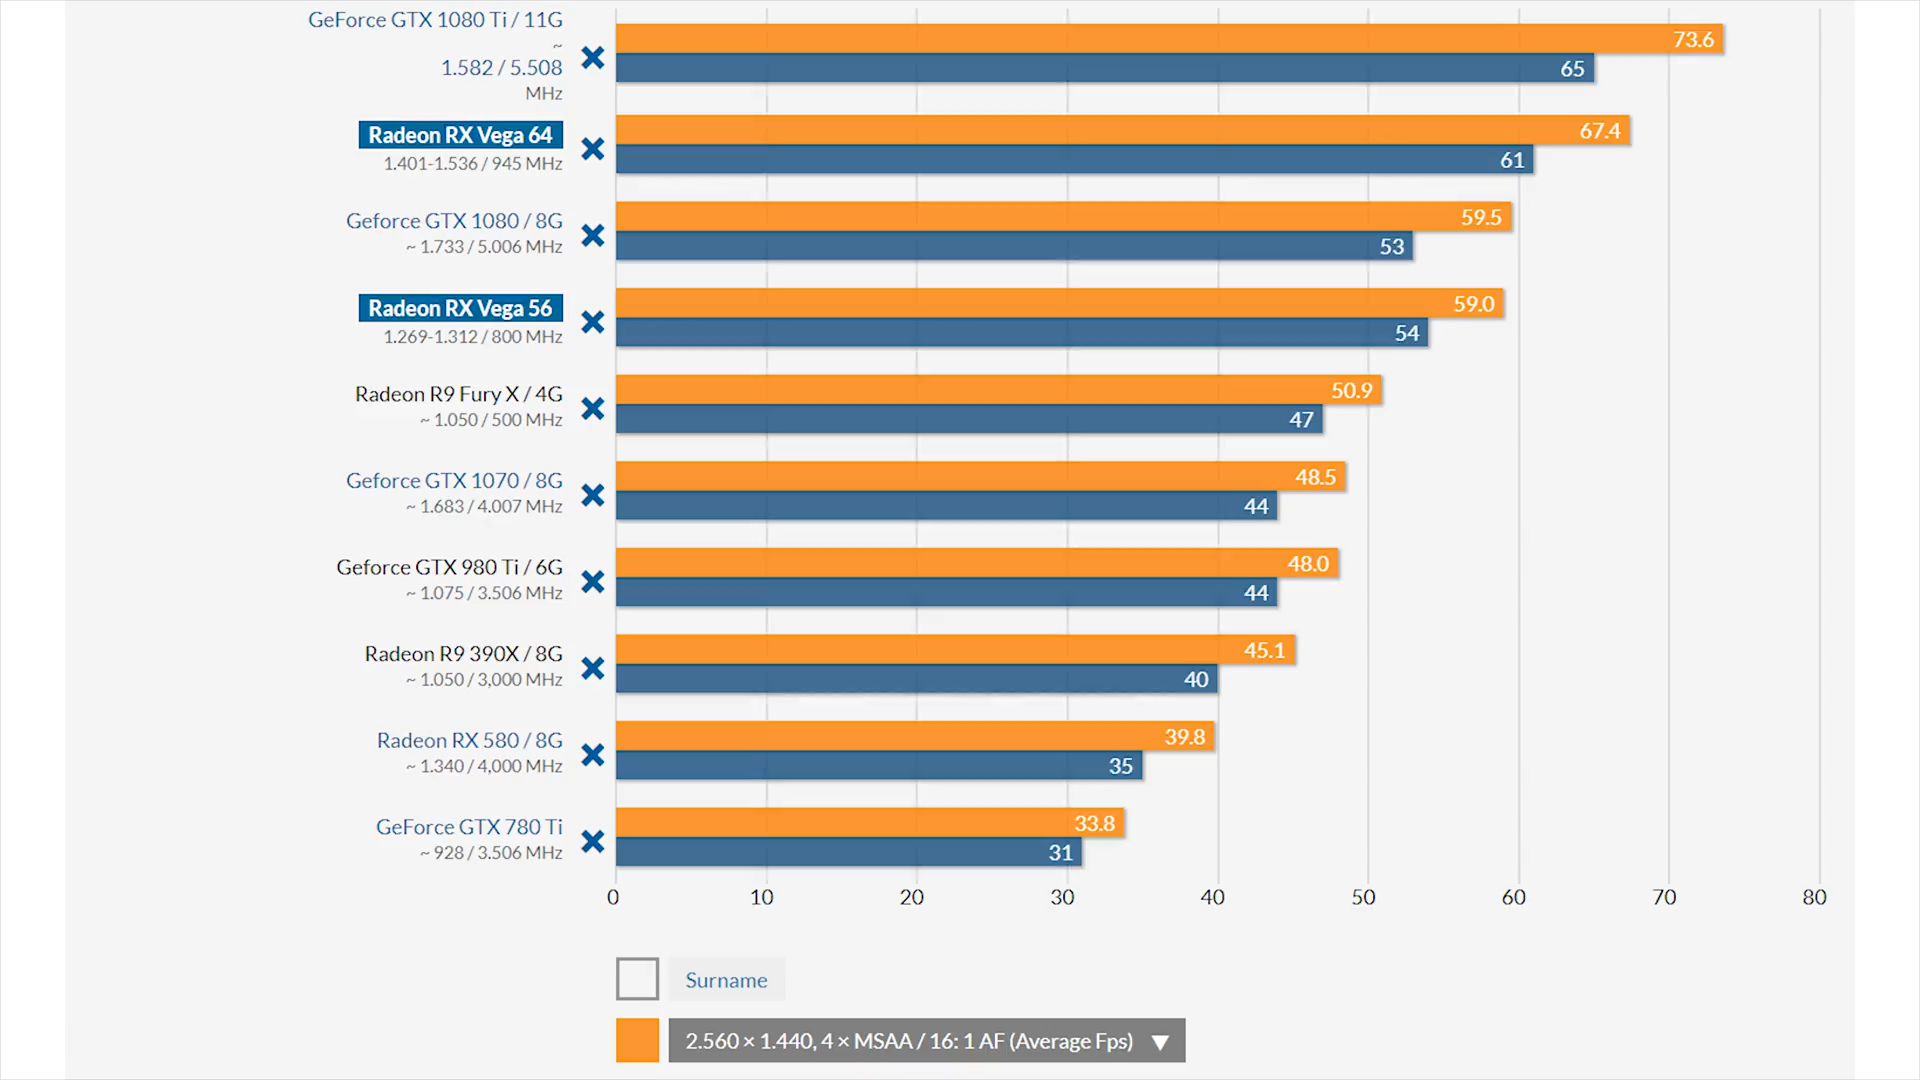 GeForce GTX 1080 Ti / 11G
~
1.582 / 5.508
MHz
73.6
65
Radeon RX Vega 64
1.401-1.536 / 945 MHz
67.4
61
Geforce GTX 1080 / 8G
~ 1.733 / 5.006 MHz
59.5
53
Radeon RX Vega 56
1.269-1.312 / 800 MHz
59.0
54
Radeon R9 Fury X / 4G
~ 1.050 / 500 MHz
50.9
47
Geforce GTX 1070 / 8G
~ 1.683 / 4.007 MHz
48.5
44
Geforce GTX 980 Ti / 6G
~ 1.075 / 3.506 MHz
48.0
44
Radeon R9 390X / 8G
~ 1.050 / 3,000 MHz
45.1
40
Radeon RX 580 / 8G
~ 1.340 / 4,000 MHz
39.8
35
GeForce GTX 780 Ti
~ 928 / 3.506 MHz
33.8
31
0 10 20 30 40 50 60 70 80
Surname
2.560 × 1.440, 4 × MSAA / 16: 1 AF (Average Fps) ▼